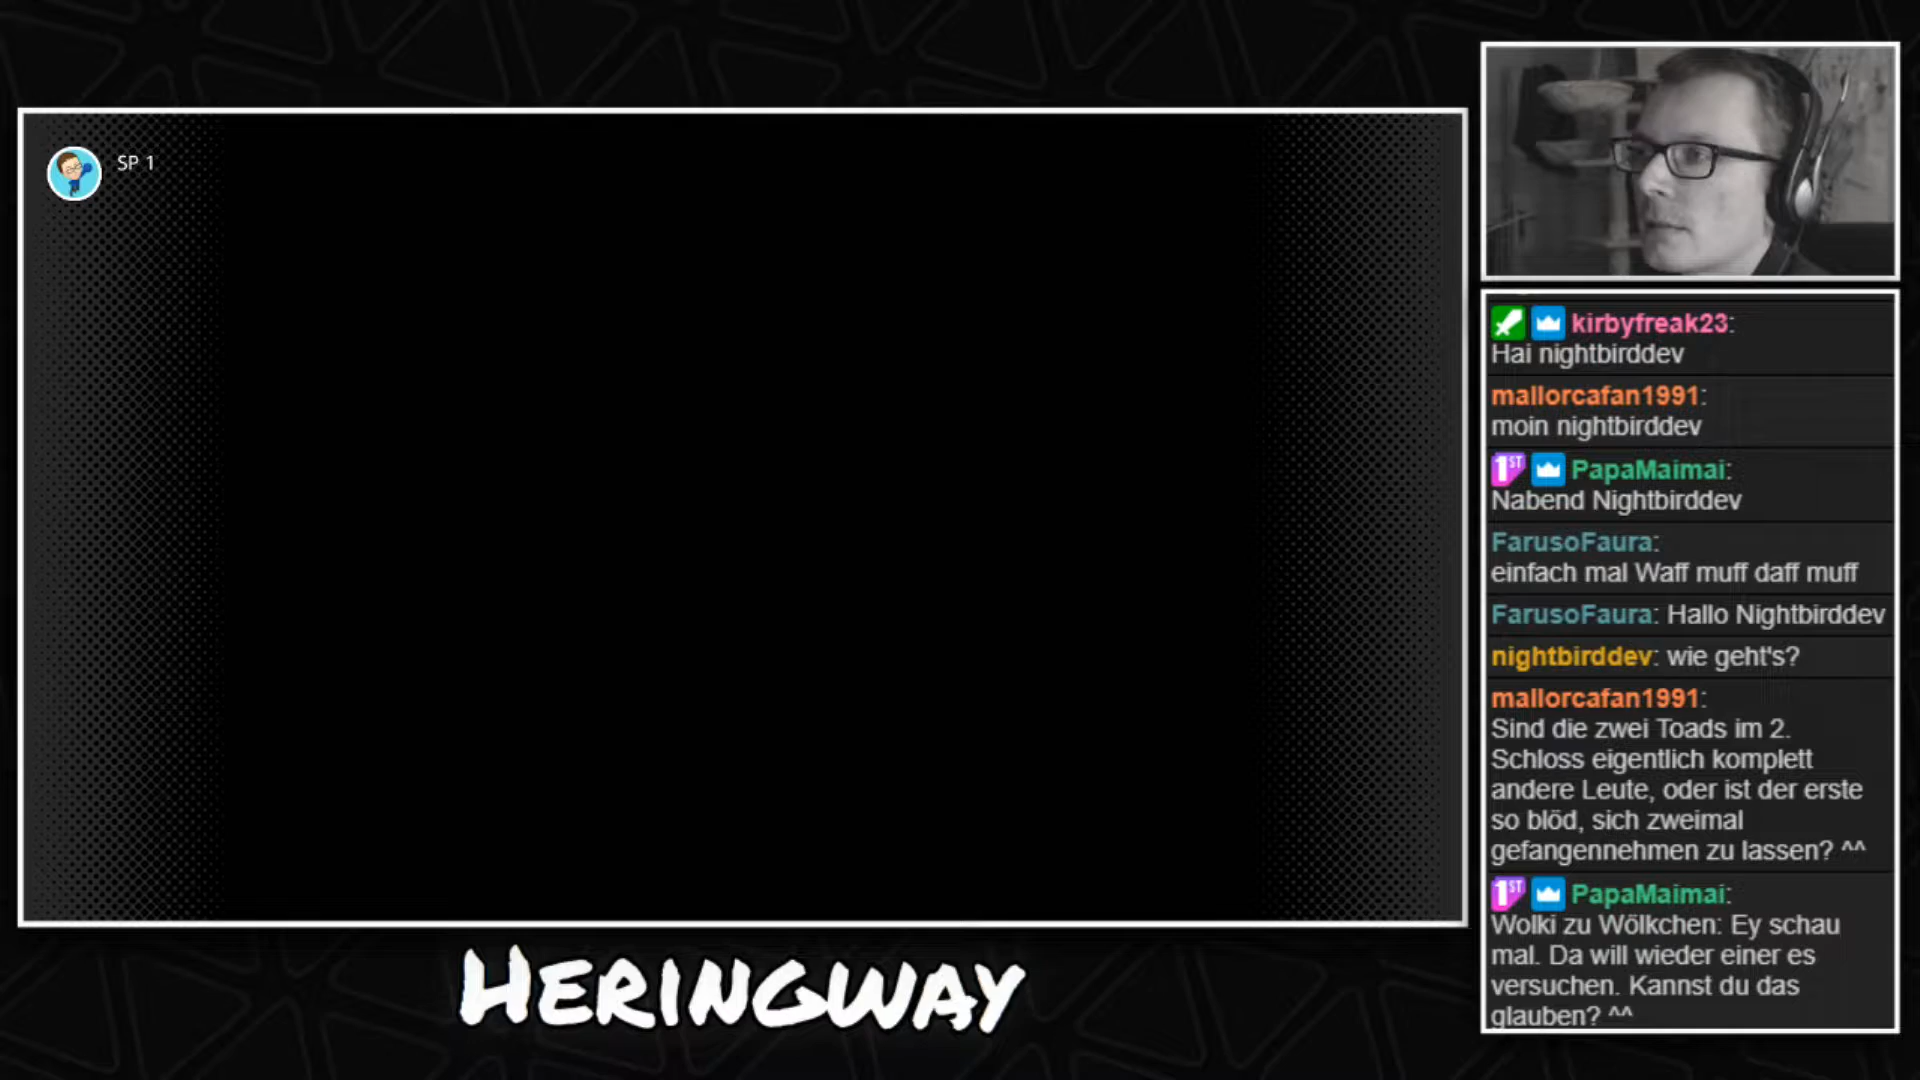 SP 1
HERINGWAY
kirbyfreak23:
Hai nightbirddev
mallorcafan1991:
moin nightbirddev
1ST PapaMaimai:
Nabend Nightbirddev
FarusoFaura:
einfach mal Waff muff daff muff
FarusoFaura: Hallo Nightbirddev
nightbirddev: wie geht's?
mallorcafan1991:
Sind die zwei Toads im 2.
Schloss eigentlich komplett
andere Leute, oder ist der erste
so blöd, sich zweimal
gefangennehmen zu lassen? ^^
1ST PapaMaimai:
Wolki zu Wölkchen: Ey schau
mal. Da will wieder einer es
versuchen. Kannst du das
glauben? ^^